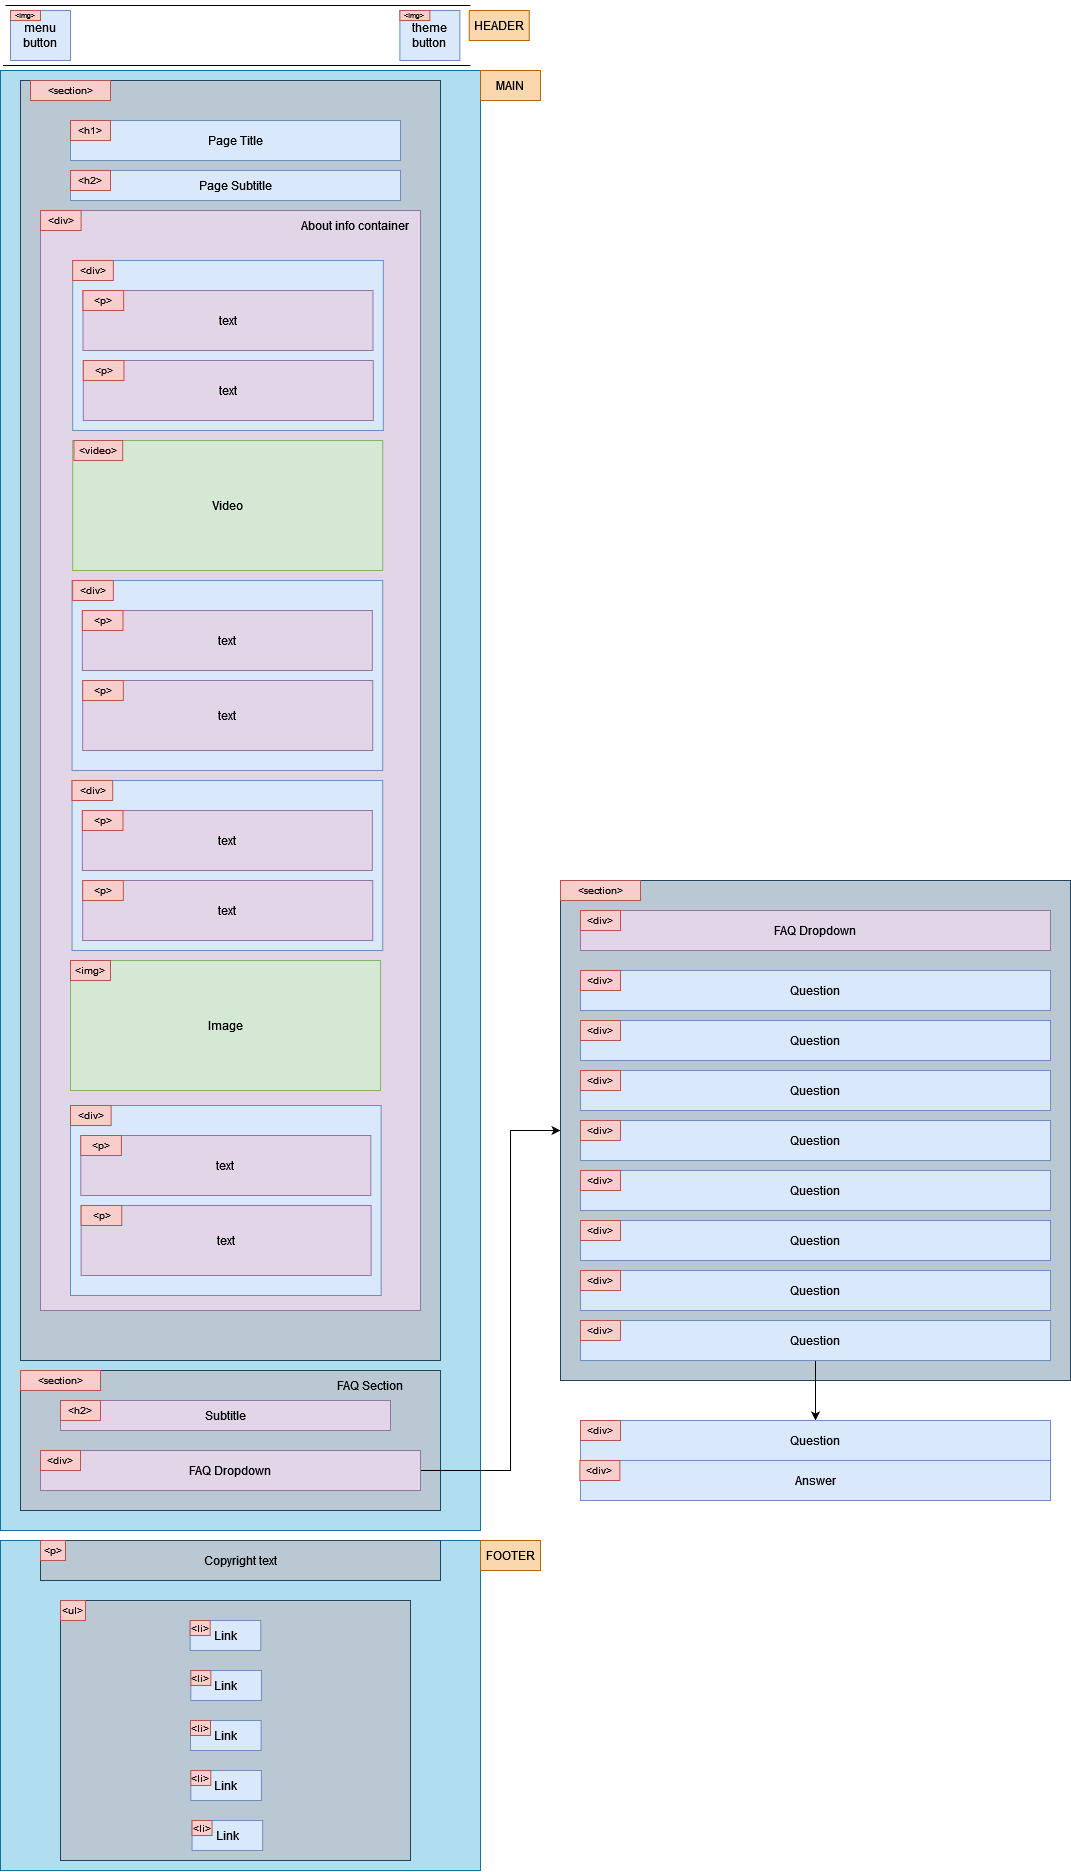 <img>
menu
button
<img>
theme
button
HEADER
MAIN
<section>
<h1>
Page Title
<h2>
Page Subtitle
<div>
About info container
<div>
<p>
text
<p>
text
<video>
Video
<div>
<p>
text
<p>
text
<div>
<p>
text
<p>
text
<img>
Image
<div>
<p>
text
<p>
text
<section>
FAQ Section
<h2>
Subtitle
<div>
FAQ Dropdown
<section>
<div>
FAQ Dropdown
<div>
Question
<div>
Question
<div>
Question
<div>
Question
<div>
Question
<div>
Question
<div>
Question
<div>
Question
<div>
Question
<div>
Answer
FOOTER
<p>
Copyright text
<ul>
<li>
Link
<li>
Link
<li>
Link
<li>
Link
<li>
Link